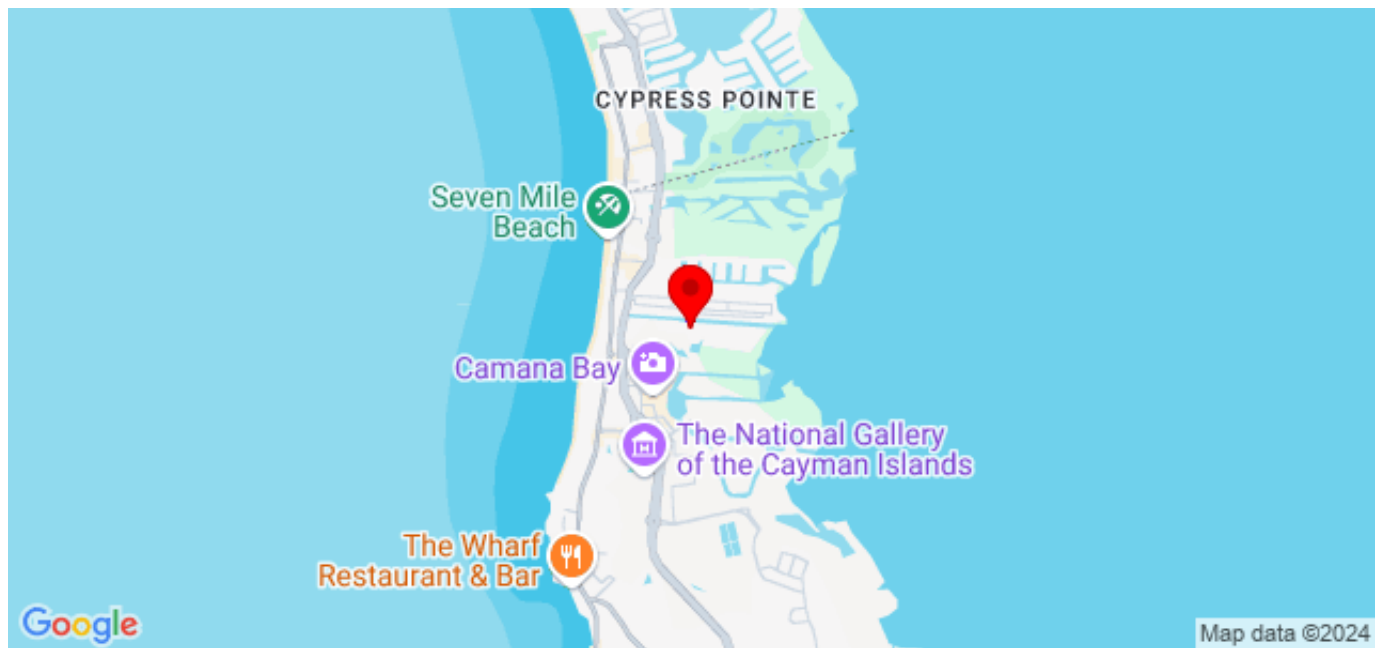 CYPRESS POINTE
Seven Mile
Beach
Camana Bay
The National Gallery
of the Cayman Islands
The Wharf
Restaurant & Bar
Google
Map data ©2024